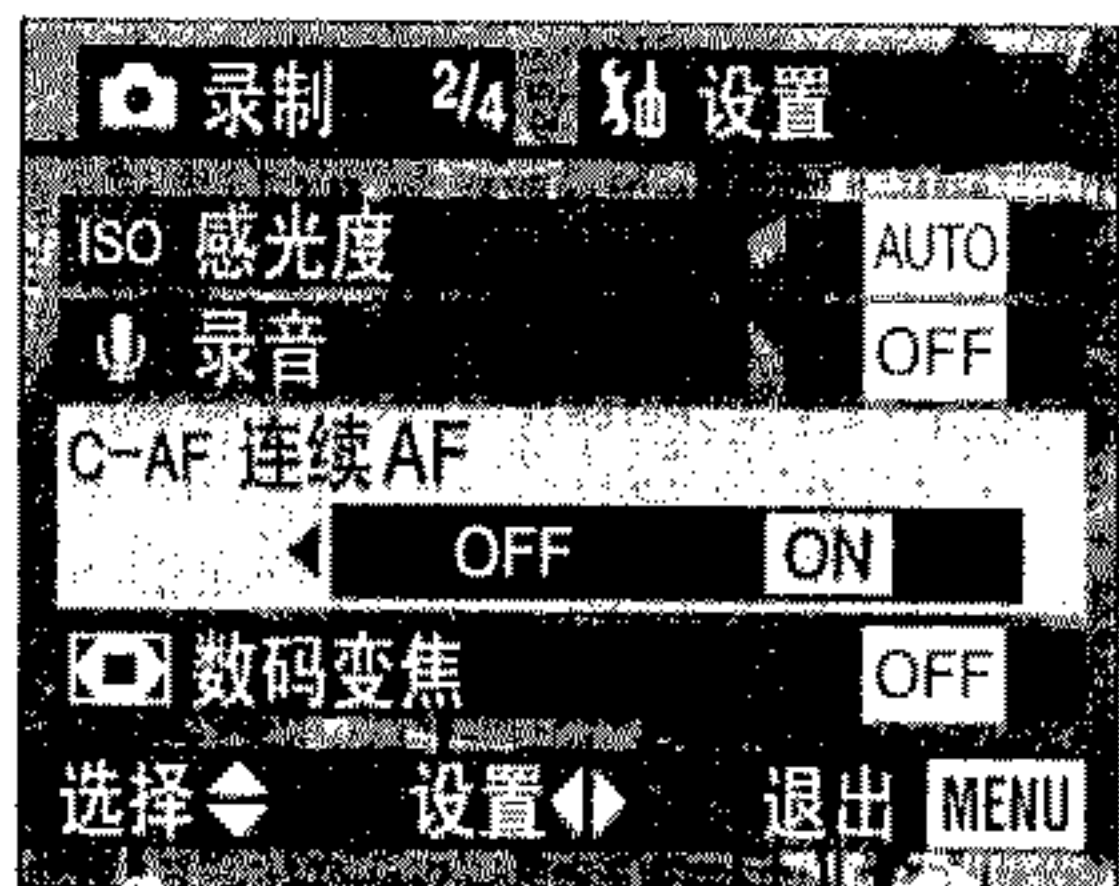 录制 2/4 设置
ISO 感光度 AUTO
录音 OFF
C-AF 连续AF
OFF ON
数码变焦 OFF
选择 设置 退出 MENU